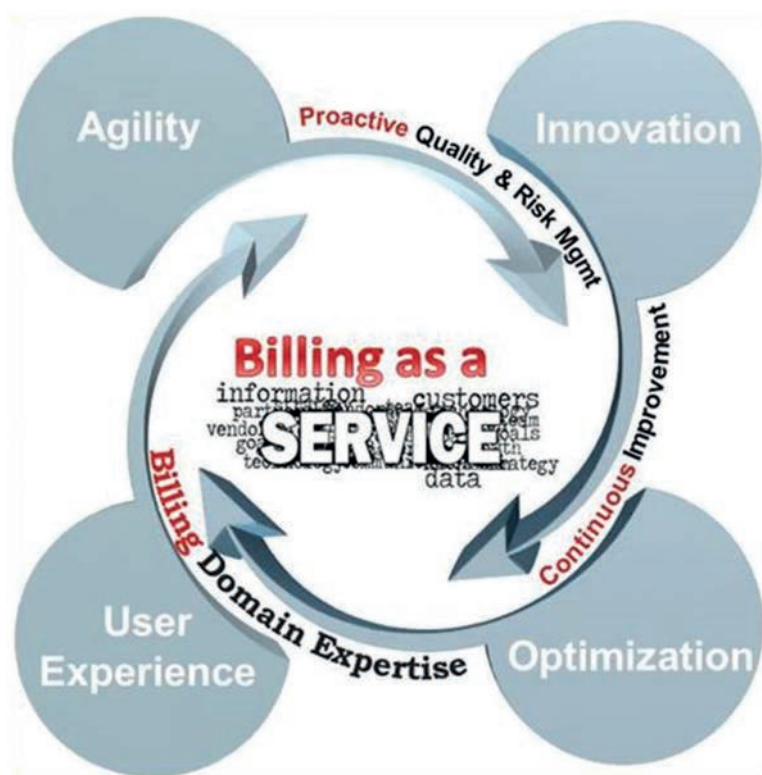 Agility
Proactive Quality & Risk Mgmt
Innovation
Billing as a
information customers
data
SERVICE
Continuous Improvement
Billing Domain Expertise
User
Experience
Optimization